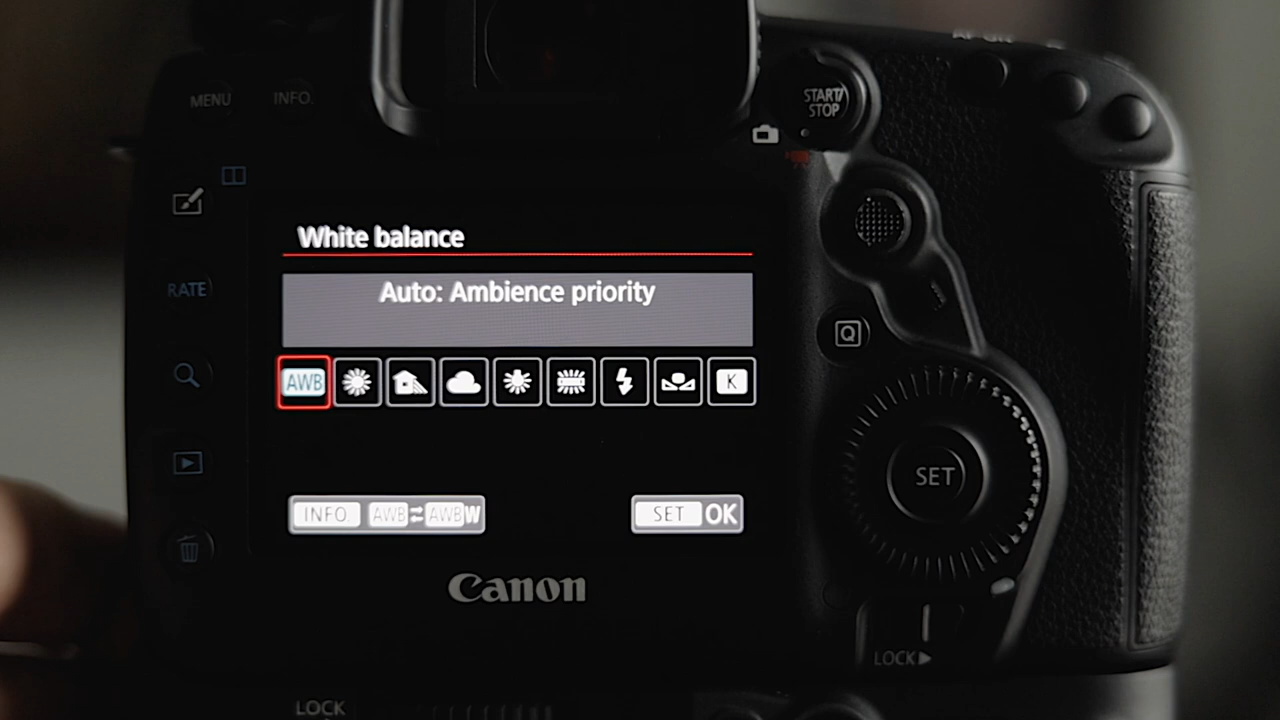 MENU INFO.
START/
STOP
RATE
White balance
Auto: Ambience priority
AWB K
INFO. AWB AWBW SET OK
Q
SET
Canon
LOCK
LOCK